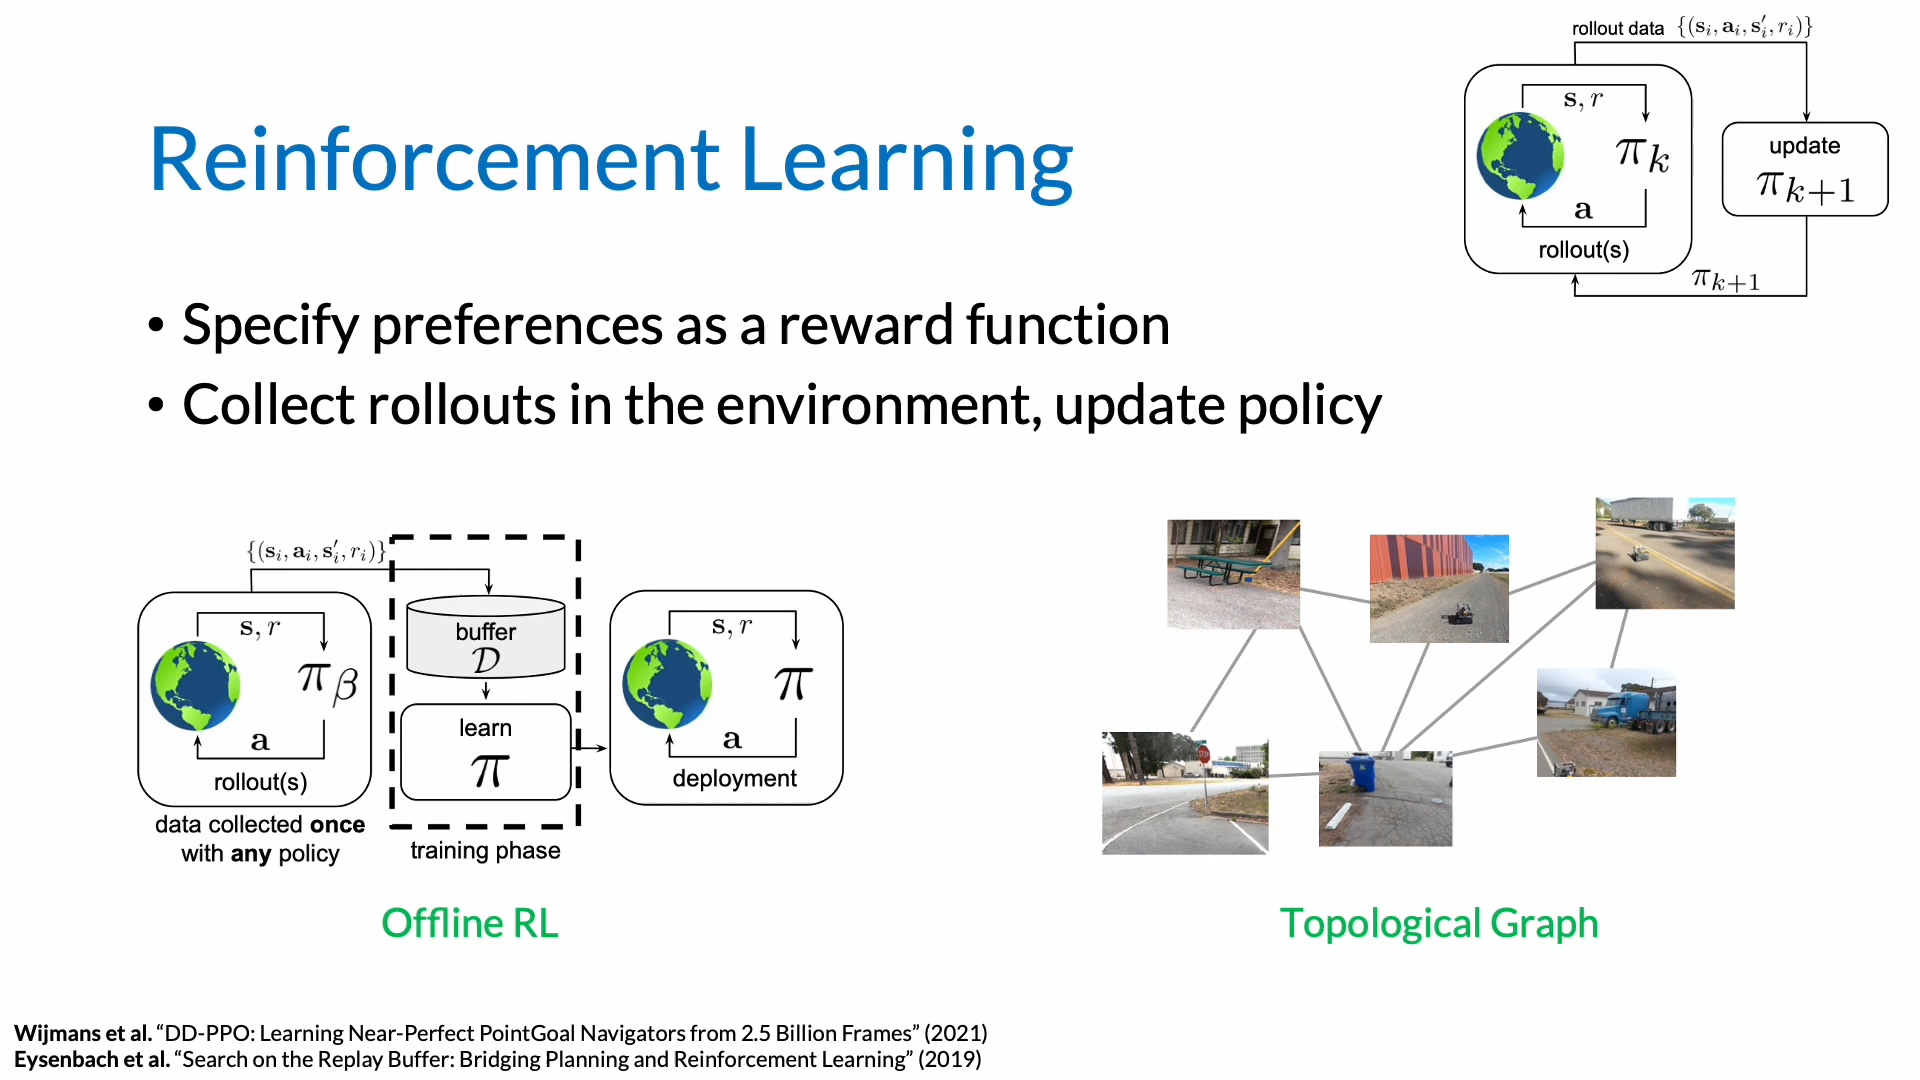 rollout data {(s_i, a_i, s'_i, r_i)}
s, r
π_k
a
rollout(s)
update
π_{k+1}
π_{k+1}
Reinforcement Learning
• Specify preferences as a reward function
• Collect rollouts in the environment, update policy
{(s_i, a_i, s'_i, r_i)}
s, r
π_β
a
rollout(s)
data collected once
with any policy
buffer
D
learn
π
training phase
s, r
π
a
deployment
Offline RL
Topological Graph
Wijmans et al. “DD-PPO: Learning Near-Perfect PointGoal Navigators from 2.5 Billion Frames” (2021)
Eysenbach et al. “Search on the Replay Buffer: Bridging Planning and Reinforcement Learning” (2019)